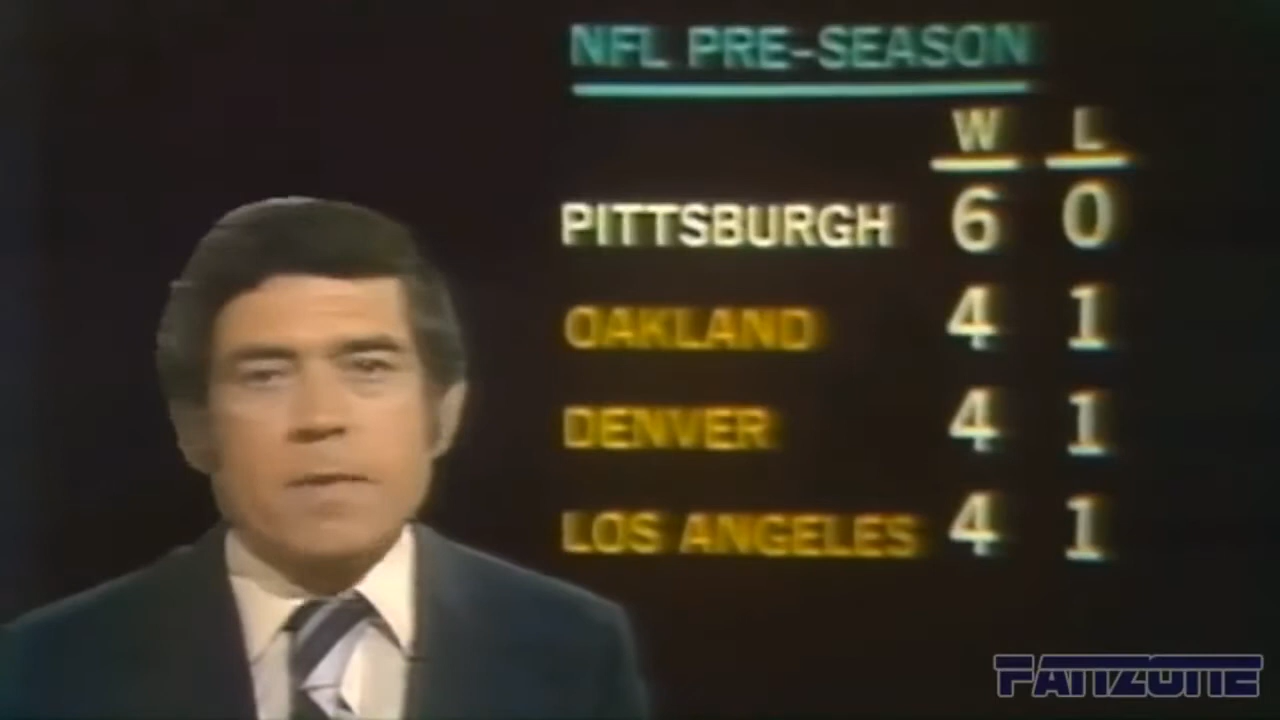 NFL PRE-SEASON
W L
PITTSBURGH 6 0
OAKLAND 4 1
DENVER 4 1
LOS ANGELES 4 1
FANZONE